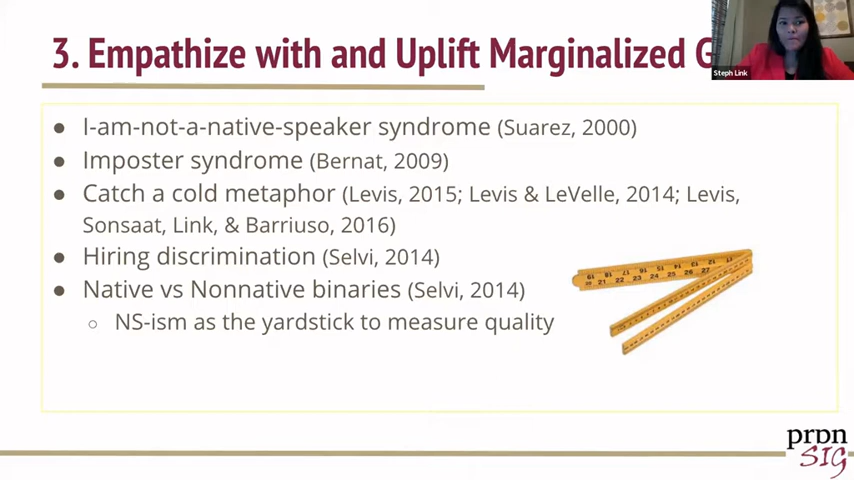 3. Empathize with and Uplift Marginalized G
Steph Link
● I-am-not-a-native-speaker syndrome (Suarez, 2000)
● Imposter syndrome (Bernat, 2009)
● Catch a cold metaphor (Levis, 2015; Levis & LeVelle, 2014; Levis,
Sonsaat, Link, & Barriuso, 2016)
● Hiring discrimination (Selvi, 2014)
● Native vs Nonnative binaries (Selvi, 2014)
○ NS-ism as the yardstick to measure quality
prɒn
SIG